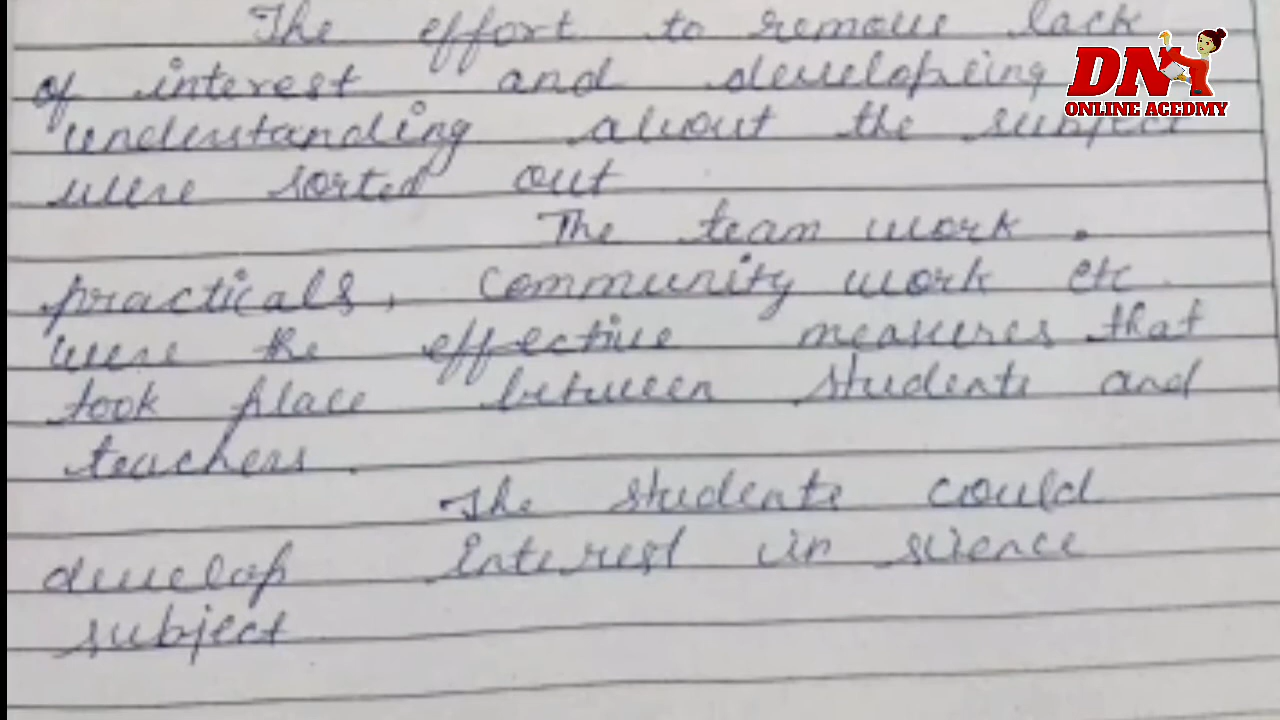 The effort to remove lack
of interest and developing
understanding about the subject
were sorted out
The team work .
practicals, community work etc.
were the effective measures that
took place between students and
teachers.
The students could
develop interest in science
subject
DN
ONLINE ACEDMY